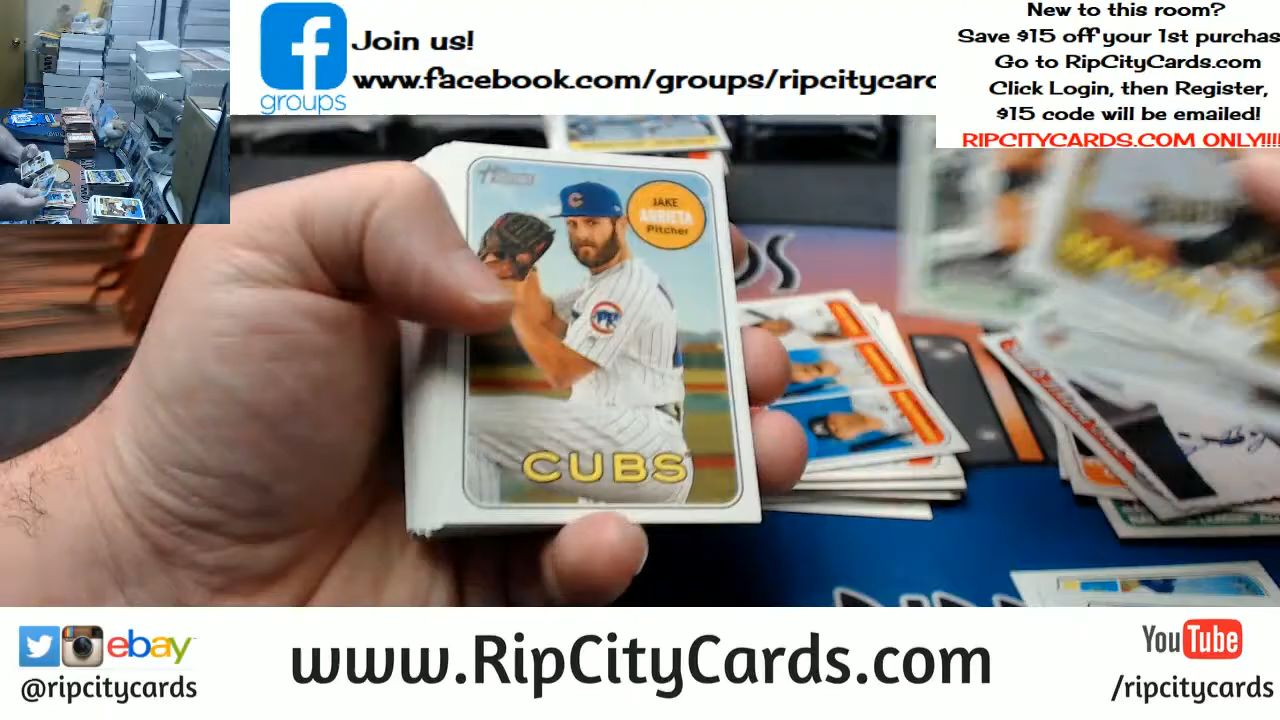 Join us!
www.facebook.com/groups/ripcitycarc
groups
New to this room?
Save $15 off your 1st purchas
Go to RipCityCards.com
Click Login, then Register,
$15 code will be emailed!
RIPCITYCARDS.COM ONLY!!!!
JAKE
ARRIETA
Pitcher
CUBS
ebay
@ripcitycards
www.RipCityCards.com
YouTube
/ripcitycards